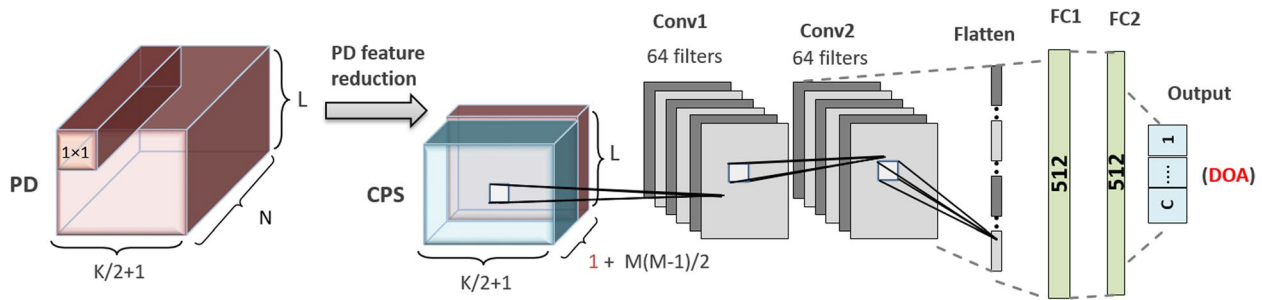 PD
1×1
L
N
K/2+1
PD feature
reduction
CPS
L
K/2+1
1 + M(M-1)/2
Conv1
64 filters
Conv2
64 filters
Flatten
FC1
512
FC2
512
Output
1
.....
C
(DOA)